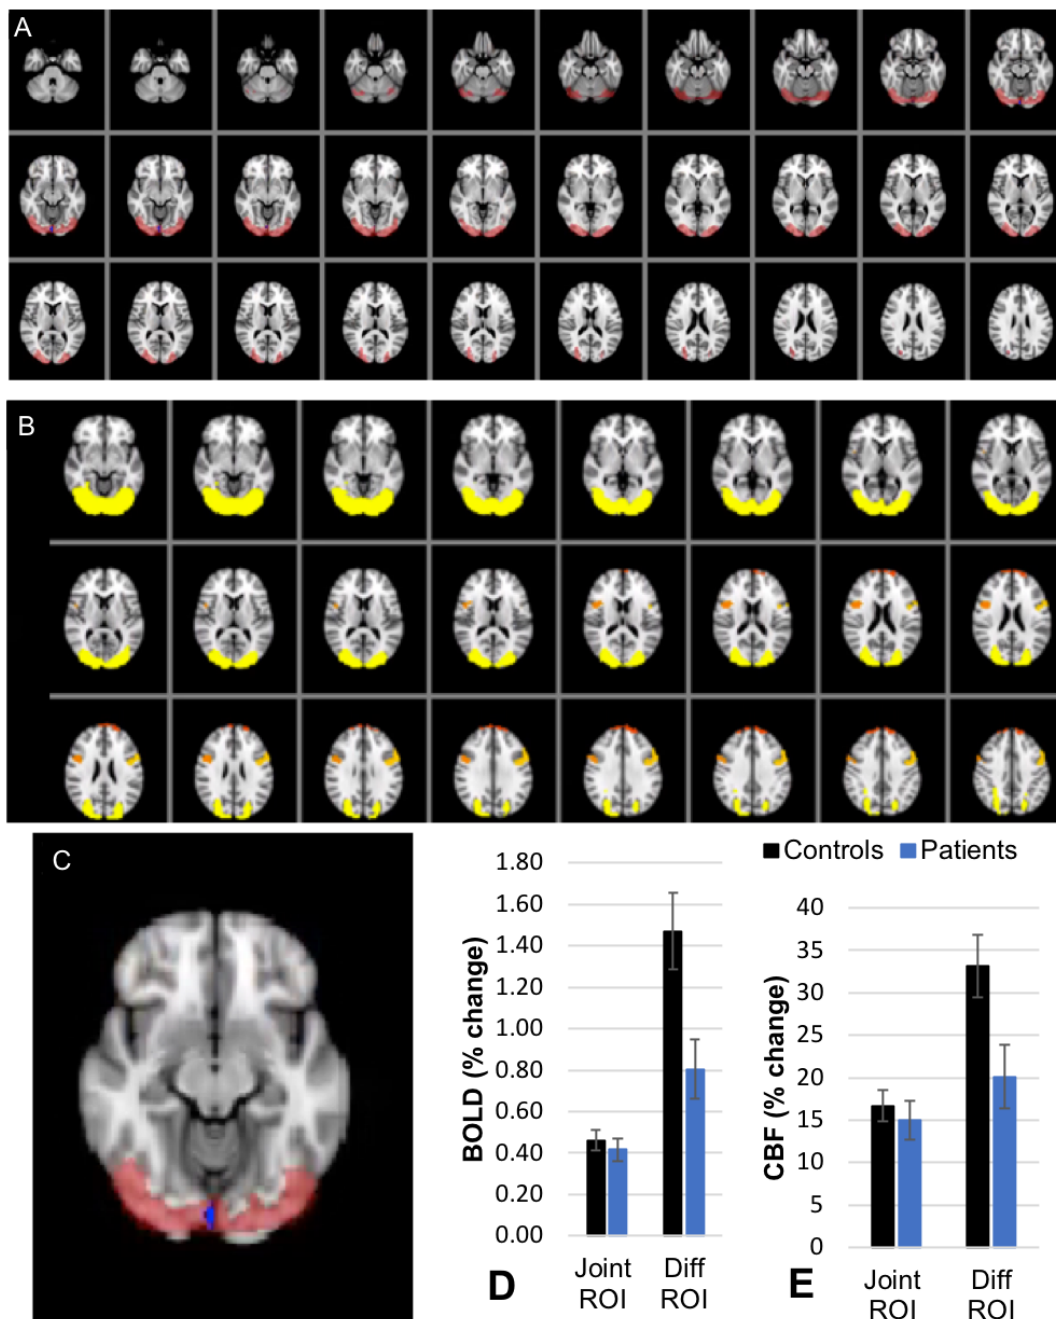 A
B
C
Controls Patients
BOLD (% change)
1.80
1.60
1.40
1.20
1.00
0.80
0.60
0.40
0.20
0.00
Joint
ROI
Diff
ROI
D
CBF (% change)
40
35
30
25
20
15
10
5
0
Joint
ROI
Diff
ROI
E